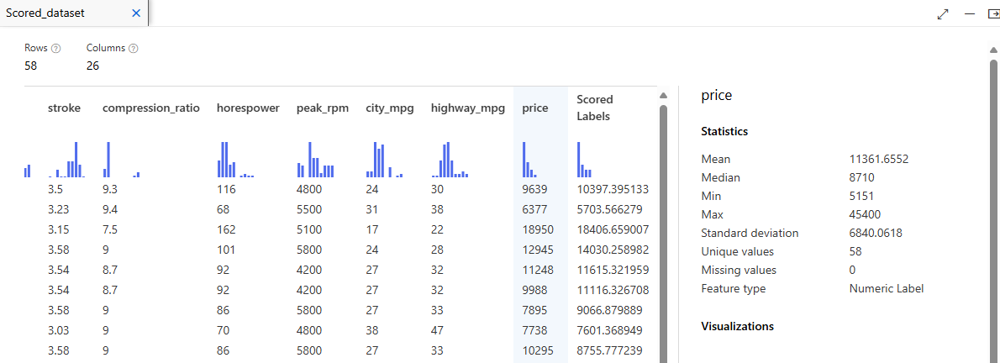 Scored_dataset
Rows Columns
58 26
stroke compression_ratio horespower peak_rpm city_mpg highway_mpg price Scored Labels
3.5 9.3 116 4800 24 30 9639 10397.395133
3.23 9.4 68 5500 31 38 6377 5703.566279
3.15 7.5 162 5100 17 22 18950 18406.659007
3.58 9 101 5800 24 28 12945 14030.258982
3.54 8.7 92 4200 27 32 11248 11615.321959
3.54 8.7 92 4200 27 32 9988 11116.326708
3.58 9 86 5800 27 33 7895 9066.879889
3.03 9 70 4800 38 47 7738 7601.368949
3.58 9 86 5800 27 33 10295 8755.777239
price
Statistics
Mean 11361.6552
Median 8710
Min 5151
Max 45400
Standard deviation 6840.0618
Unique values 58
Missing values 0
Feature type Numeric Label
Visualizations